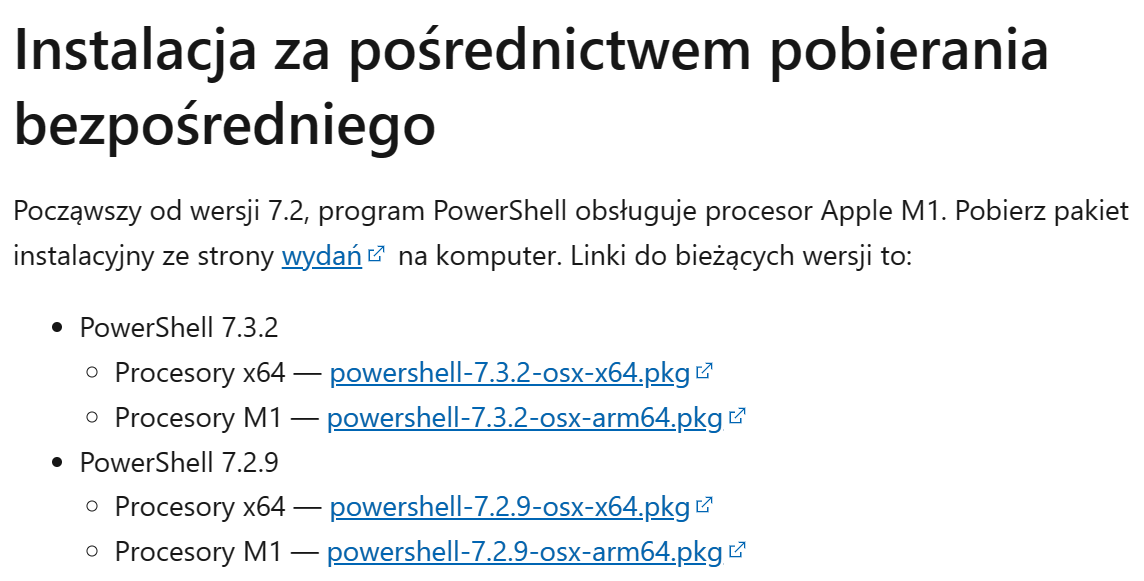 Instalacja za pośrednictwem pobierania
bezpośredniego
Począwszy od wersji 7.2, program PowerShell obsługuje procesor Apple M1. Pobierz pakiet
instalacyjny ze strony wydań na komputer. Linki do bieżących wersji to:
• PowerShell 7.3.2
○ Procesory x64 — powershell-7.3.2-osx-x64.pkg
○ Procesory M1 — powershell-7.3.2-osx-arm64.pkg
• PowerShell 7.2.9
○ Procesory x64 — powershell-7.2.9-osx-x64.pkg
○ Procesory M1 — powershell-7.2.9-osx-arm64.pkg